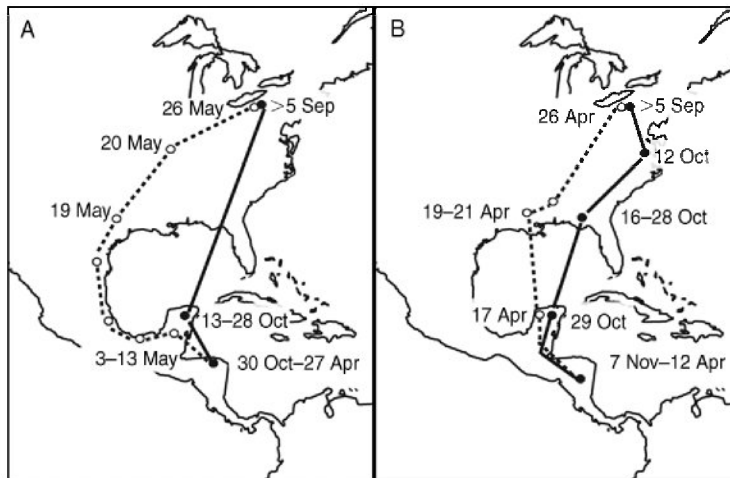 A
26 May
>5 Sep
20 May
19 May
13–28 Oct
3–13 May
30 Oct–27 Apr
B
>5 Sep
26 Apr
12 Oct
19–21 Apr
16–28 Oct
17 Apr
29 Oct
7 Nov–12 Apr